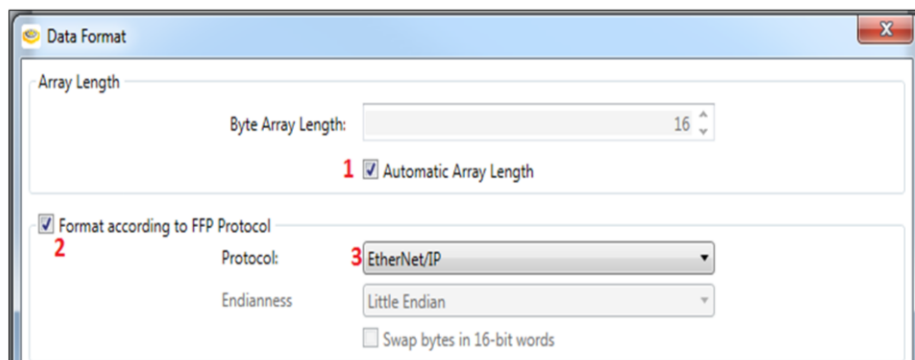 Data Format
X
Array Length
Byte Array Length: 16
1 Automatic Array Length
Format according to FFP Protocol
2
Protocol: 3 EtherNet/IP
Endianness Little Endian
Swap bytes in 16-bit words